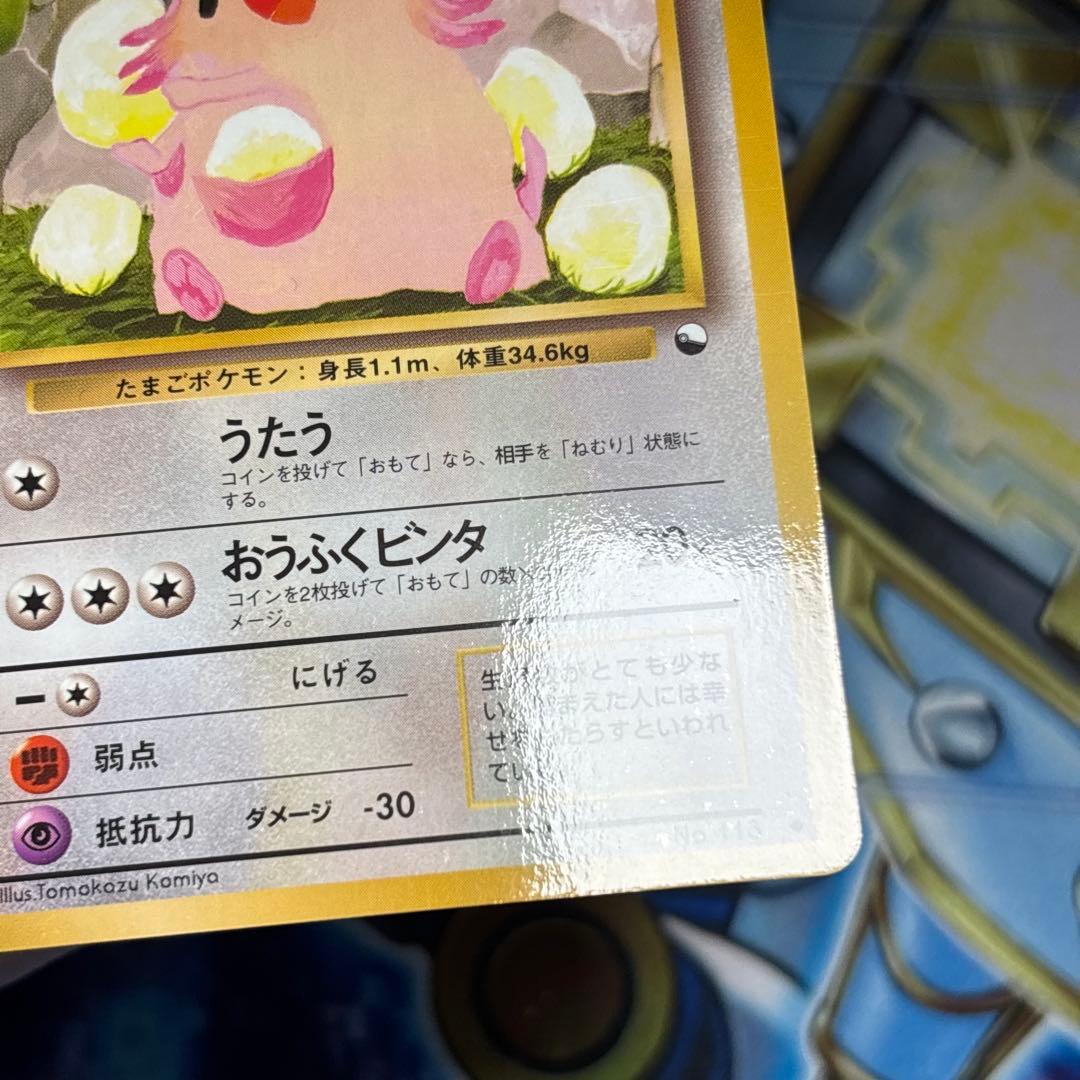 たまごポケモン：身長1.1m、体重34.6kg
うたう
コインを投げて「おもて」なら、相手を「ねむり」状態に
する。
おうふくビンタ
コインを2枚投げて「おもて」の数×
メージ。
にげる
弱点
抵抗力 ダメージ -30
生 がとても少な
い。 まえた人には幸
せを たらすといわれ
てい
Illus.Tomokazu Komiya